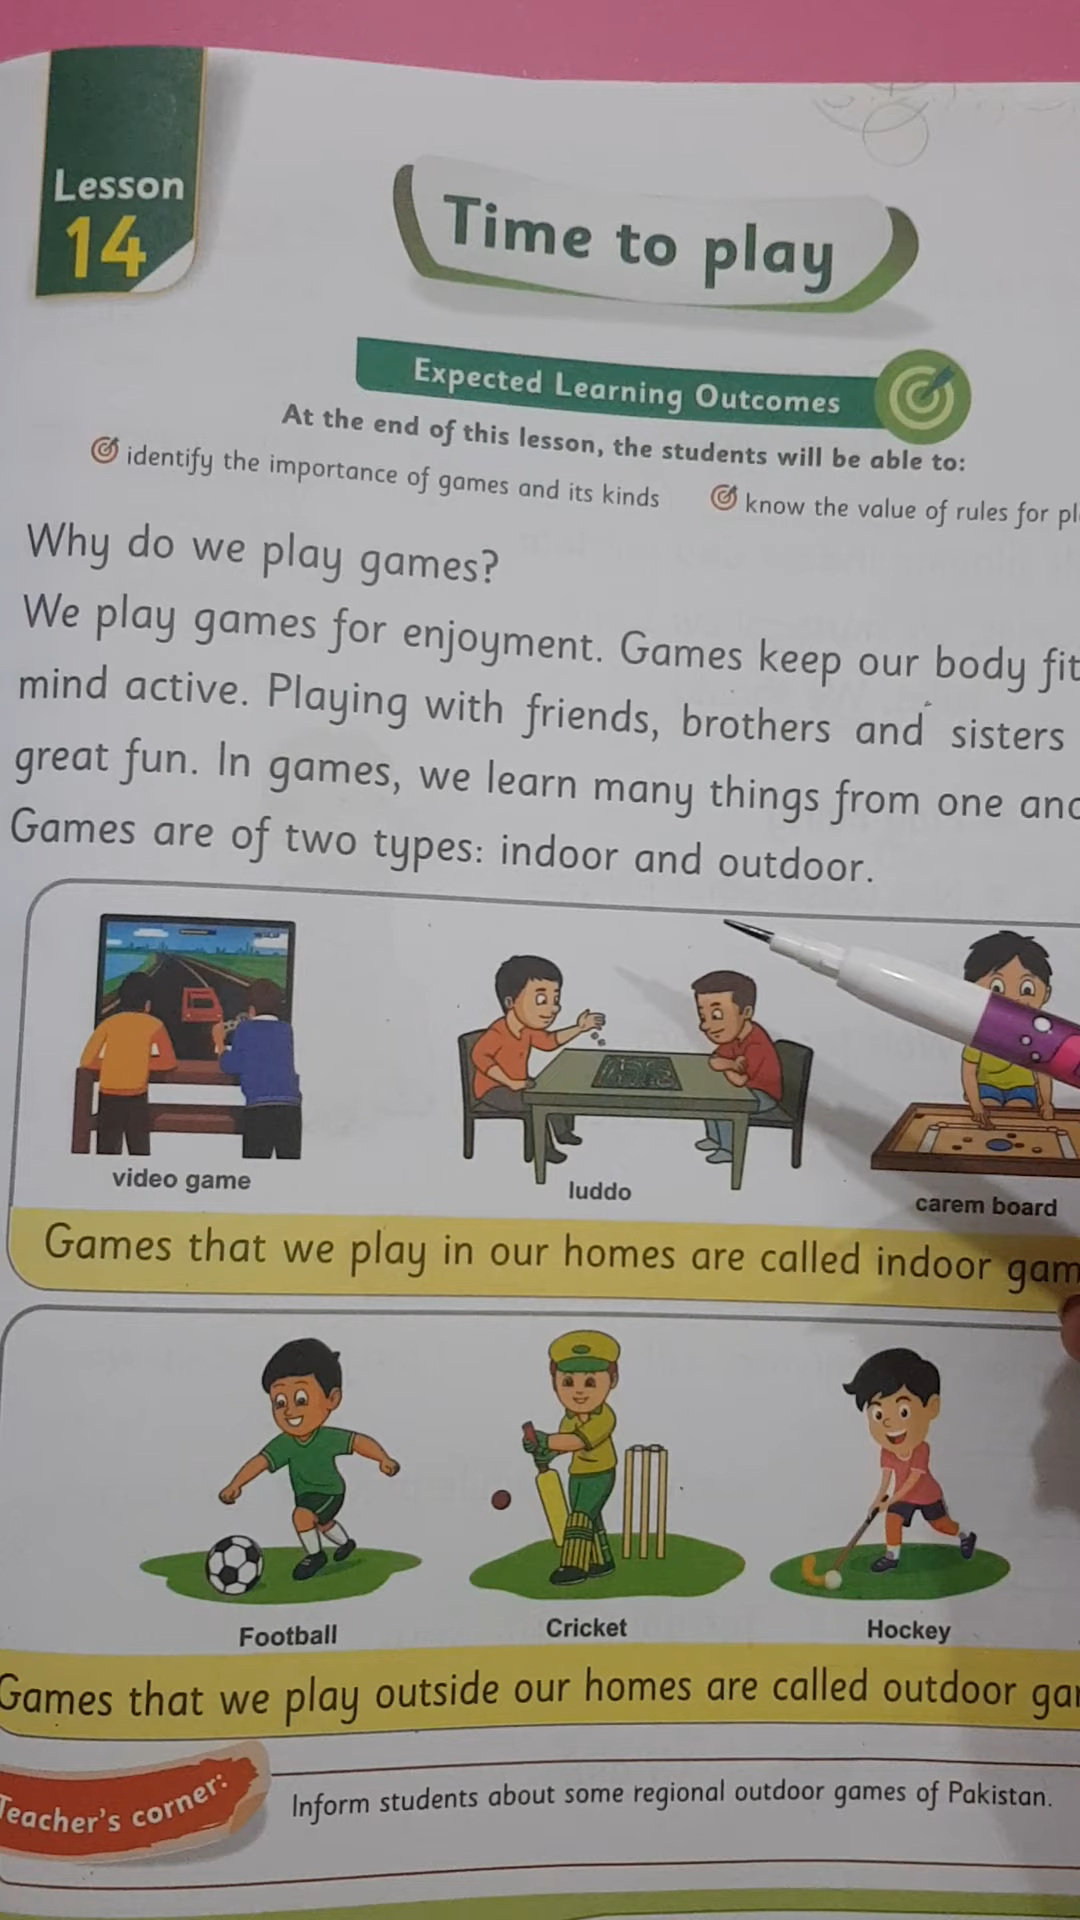 Lesson
14
Time to play
Expected Learning Outcomes
At the end of this lesson, the students will be able to:
identify the importance of games and its kinds know the value of rules for
Why do we play games?
We play games for enjoyment. Games keep our body fit
mind active. Playing with friends, brothers and sisters
great fun. In games, we learn many things from one
Games are of two types: indoor and outdoor.
video game
luddo
carem board
Games that we play in our homes are called indoor
Football
Cricket
Hockey
Games that we play outside our homes are called outdoor
Teacher's corner:
Inform students about some regional outdoor games of Pakistan.